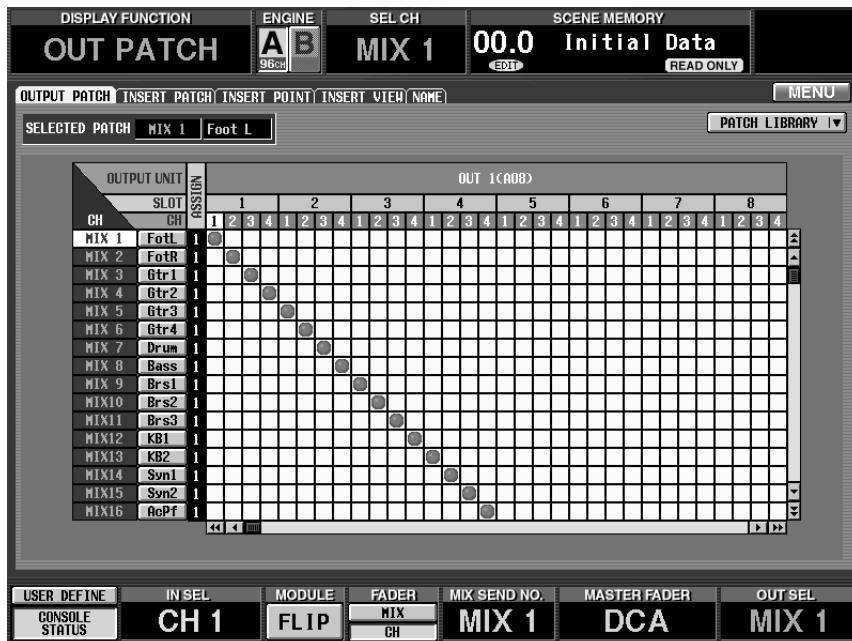 DISPLAY FUNCTION ENGINE SEL CH SCENE MEMORY
OUT PATCH A B MIX 1 00.0 Initial Data
96CH EDIT READ ONLY
OUTPUT PATCH INSERT PATCH INSERT POINT INSERT VIEW NAME MENU
SELECTED PATCH MIX 1 Foot L PATCH LIBRARY
OUTPUT UNIT ASSIGN OUT 1(A08)
SLOT 1 2 3 4 5 6 7 8
CH CH 1 2 3 4 1 2 3 4 1 2 3 4 1 2 3 4 1 2 3 4 1 2 3 4 1 2 3 4 1 2 3 4
MIX 1 FotL 1
MIX 2 FotR 1
MIX 3 Gtr1 1
MIX 4 Gtr2 1
MIX 5 Gtr3 1
MIX 6 Gtr4 1
MIX 7 Drum 1
MIX 8 Bass 1
MIX 9 Brs1 1
MIX10 Brs2 1
MIX11 Brs3 1
MIX12 KB1 1
MIX13 KB2 1
MIX14 Syn1 1
MIX15 Syn2 1
MIX16 AcPf 1
USER DEFINE IN SEL MODULE FADER MIX SEND NO. MASTER FADER OUT SEL
CONSOLE STATUS CH 1 FLIP MIX CH MIX 1 DCA MIX 1